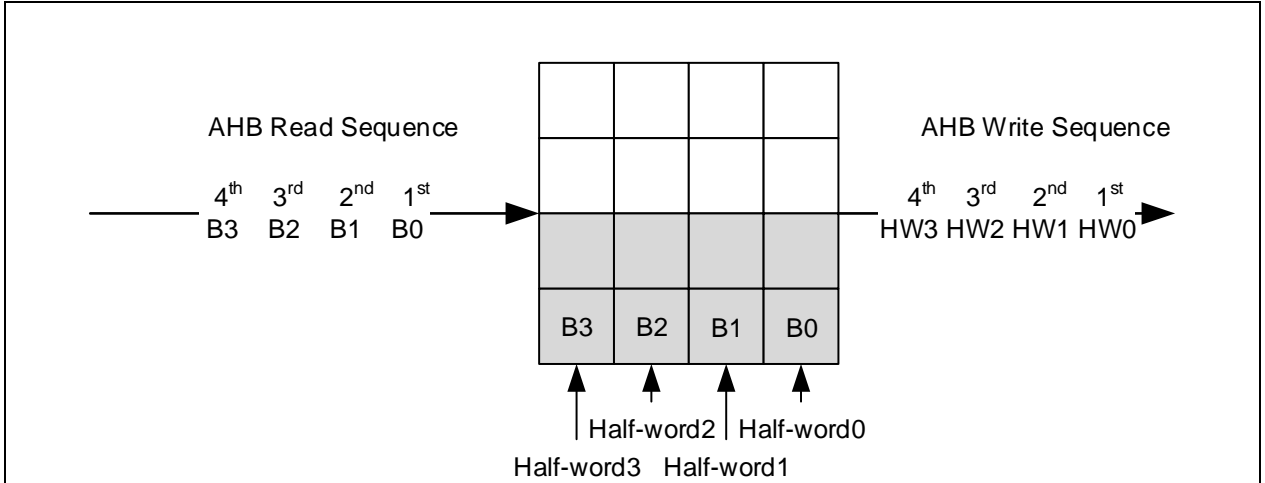 AHB Read Sequence
4th 3rd 2nd 1st
B3 B2 B1 B0
B3 B2 B1 B0
Half-word2 Half-word0
Half-word3 Half-word1
AHB Write Sequence
4th 3rd 2nd 1st
HW3 HW2 HW1 HW0